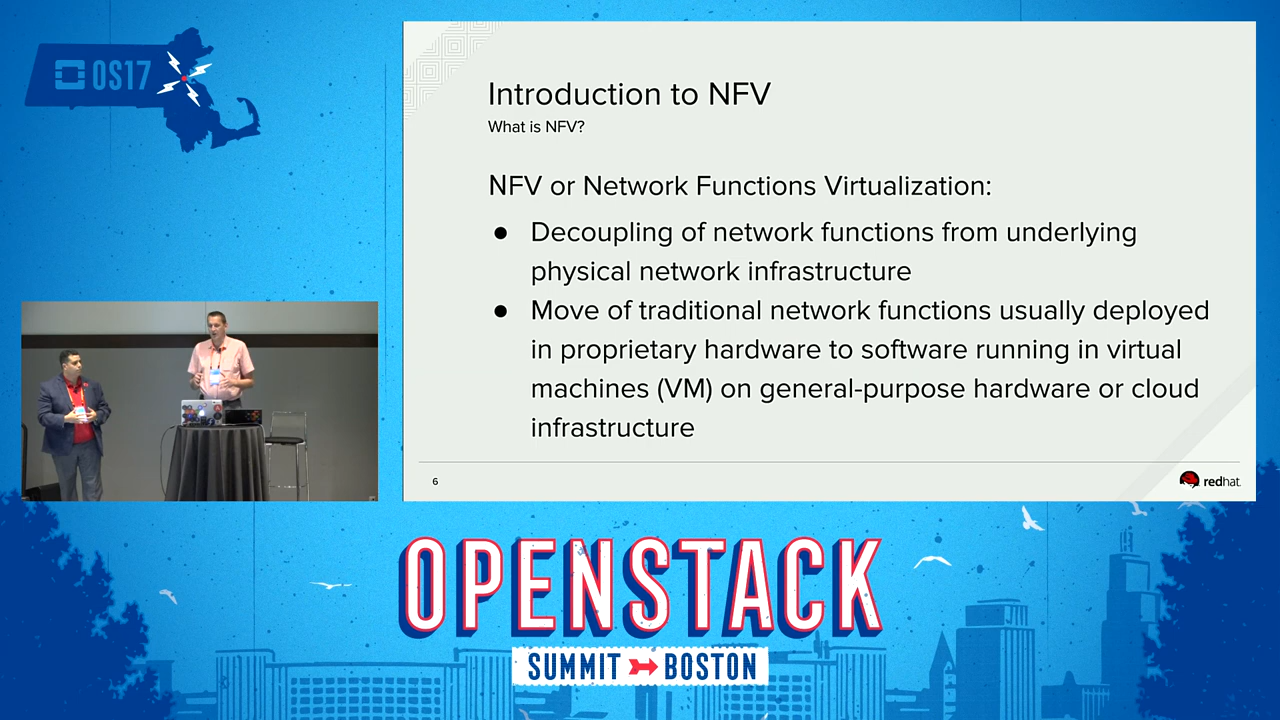 OS17
Introduction to NFV
What is NFV?
NFV or Network Functions Virtualization:
● Decoupling of network functions from underlying
physical network infrastructure
● Move of traditional network functions usually deployed
in proprietary hardware to software running in virtual
machines (VM) on general-purpose hardware or cloud
infrastructure
6
redhat.
OPENSTACK
SUMMIT BOSTON